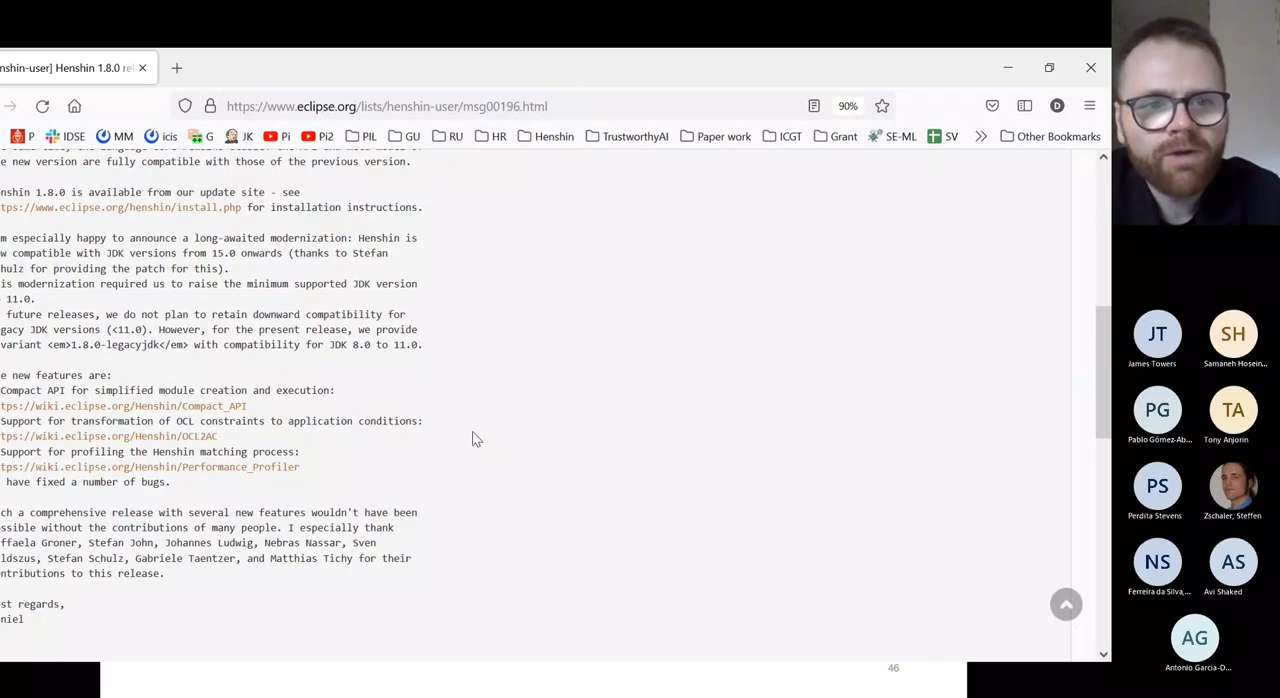 nshin-user] Henshin 1.8.0 rel
https://www.eclipse.org/lists/henshin-user/msg00196.html
90%
D
P
IDSE
MM
icis
G
JK
Pi
Pi2
PIL
GU
RU
HR
Henshin
TrustworthyAI
Paper work
ICGT
Grant
SE-ML
SV
Other Bookmarks
e new version are fully compatible with those of the previous version.
nshin 1.8.0 is available from our update site - see
tps://www.eclipse.org/henshin/install.php for installation instructions.
m especially happy to announce a long-awaited modernization: Henshin is
w compatible with JDK versions from 15.0 onwards (thanks to Stefan
hulz for providing the patch for this).
is modernization required us to raise the minimum supported JDK version
11.0.
future releases, we do not plan to retain downward compatibility for
gacy JDK versions (<11.0). However, for the present release, we provide
variant <em>1.8.0-legacyjdk</em> with compatibility for JDK 8.0 to 11.0.
e new features are:
Compact API for simplified module creation and execution:
tps://wiki.eclipse.org/Henshin/Compact_API
Support for transformation of OCL constraints to application conditions:
tps://wiki.eclipse.org/Henshin/OCL2AC
Support for profiling the Henshin matching process:
tps://wiki.eclipse.org/Henshin/Performance_Profiler
have fixed a number of bugs.
ch a comprehensive release with several new features wouldn't have been
ssible without the contributions of many people. I especially thank
ffaela Groner, Stefan John, Johannes Ludwig, Nebras Nassar, Sven
ldszus, Stefan Schulz, Gabriele Taentzer, and Matthias Tichy for their
ntributions to this release.
st regards,
niel
46
JT
James Towers
SH
Samaneh Hosein...
PG
Pablo Gómez-Ab...
TA
Tony Anjorin
PS
Perdita Stevens
Zschaler, Steffen
NS
Ferreira da Silva,...
AS
Avi Shaked
AG
Antonio Garcia-D...